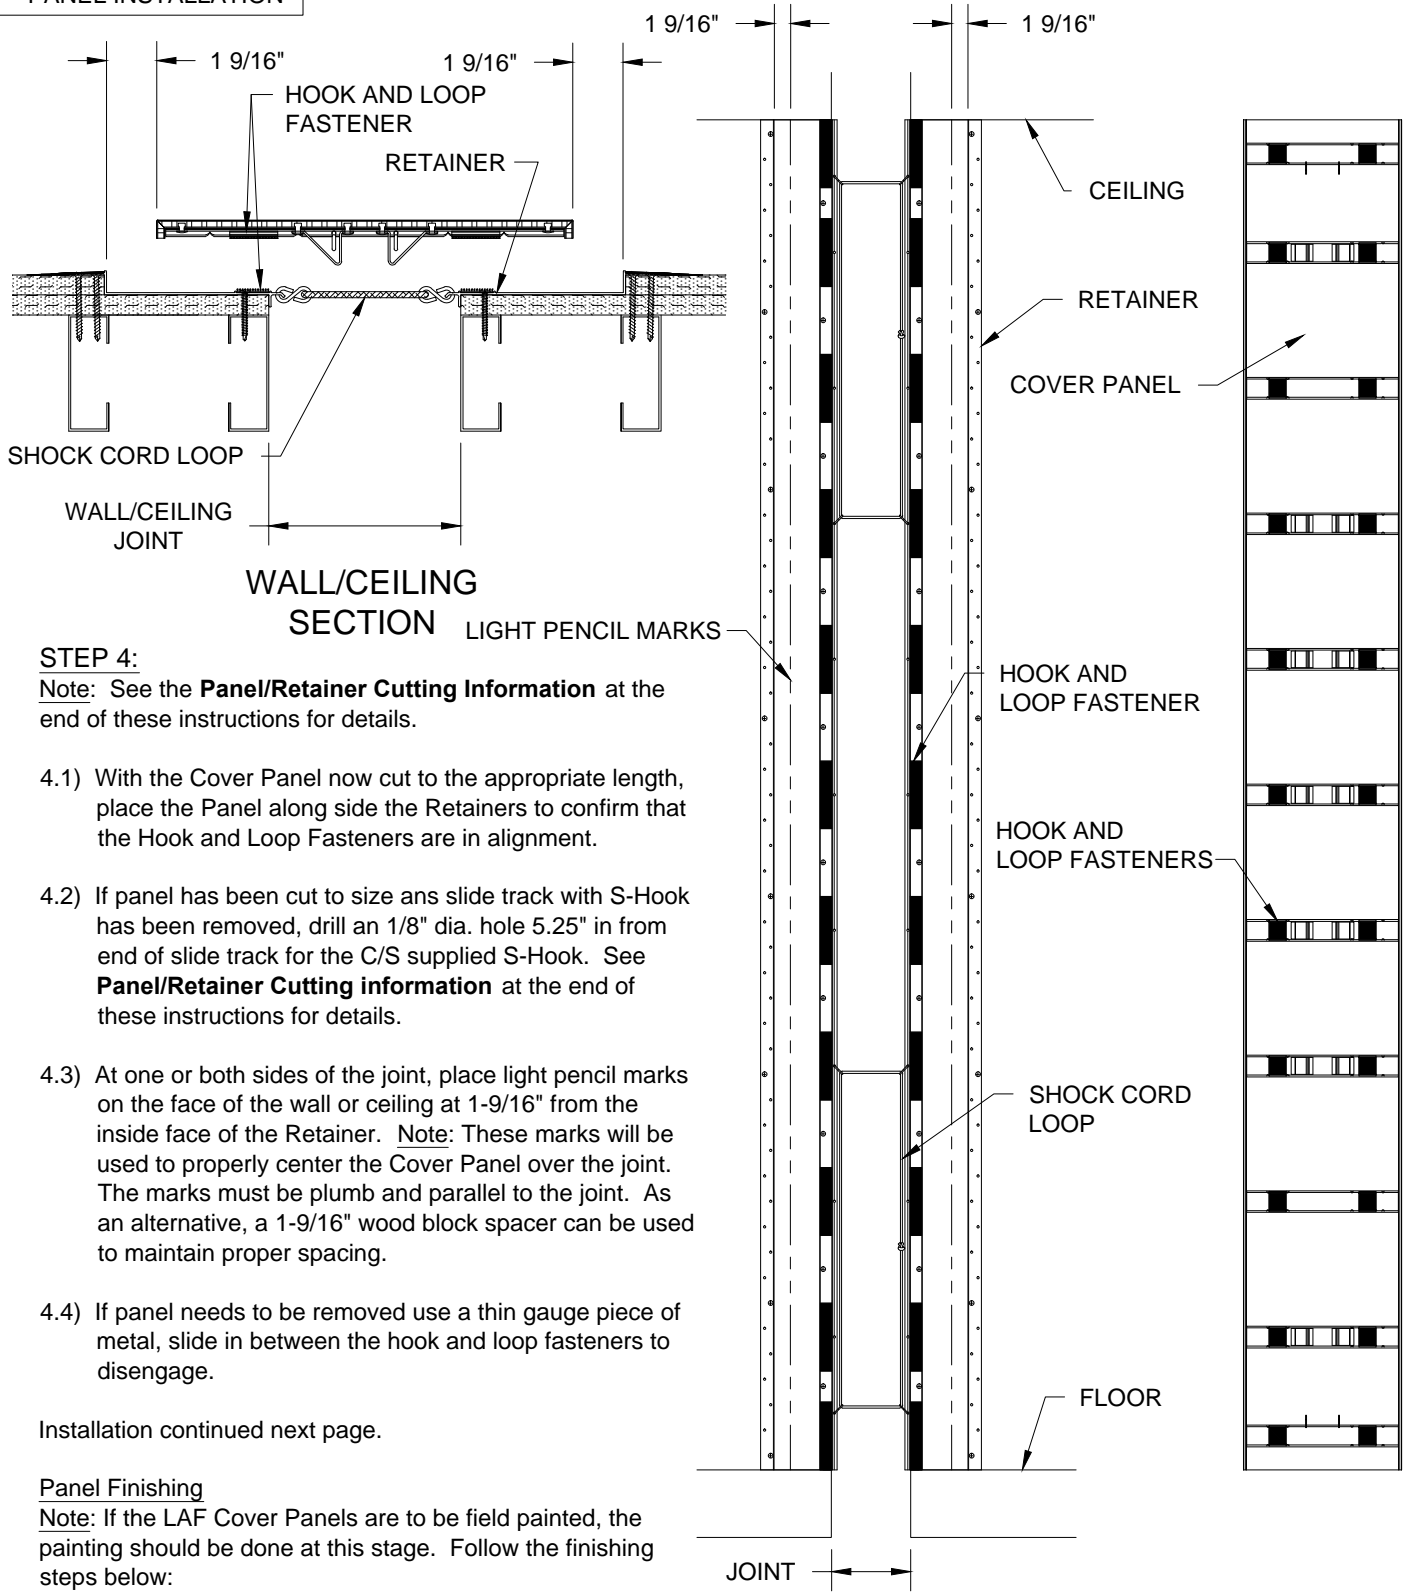 PANEL INSTALLATION
1 9/16"
1 9/16"
HOOK AND LOOP
FASTENER
RETAINER
SHOCK CORD LOOP
WALL/CEILING
JOINT
WALL/CEILING
SECTION
1 9/16"
1 9/16"
CEILING
RETAINER
COVER PANEL
LIGHT PENCIL MARKS
HOOK AND
LOOP FASTENER
HOOK AND
LOOP FASTENERS
SHOCK CORD
LOOP
FLOOR
JOINT
STEP 4:
Note: See the Panel/Retainer Cutting Information at the
end of these instructions for details.
4.1) With the Cover Panel now cut to the appropriate length,
place the Panel along side the Retainers to confirm that
the Hook and Loop Fasteners are in alignment.
4.2) If panel has been cut to size ans slide track with S-Hook
has been removed, drill an 1/8" dia. hole 5.25" in from
end of slide track for the C/S supplied S-Hook. See
Panel/Retainer Cutting information at the end of
these instructions for details.
4.3) At one or both sides of the joint, place light pencil marks
on the face of the wall or ceiling at 1-9/16" from the
inside face of the Retainer. Note: These marks will be
used to properly center the Cover Panel over the joint.
The marks must be plumb and parallel to the joint. As
an alternative, a 1-9/16" wood block spacer can be used
to maintain proper spacing.
4.4) If panel needs to be removed use a thin gauge piece of
metal, slide in between the hook and loop fasteners to
disengage.
Installation continued next page.
Panel Finishing
Note: If the LAF Cover Panels are to be field painted, the
painting should be done at this stage. Follow the finishing
steps below: